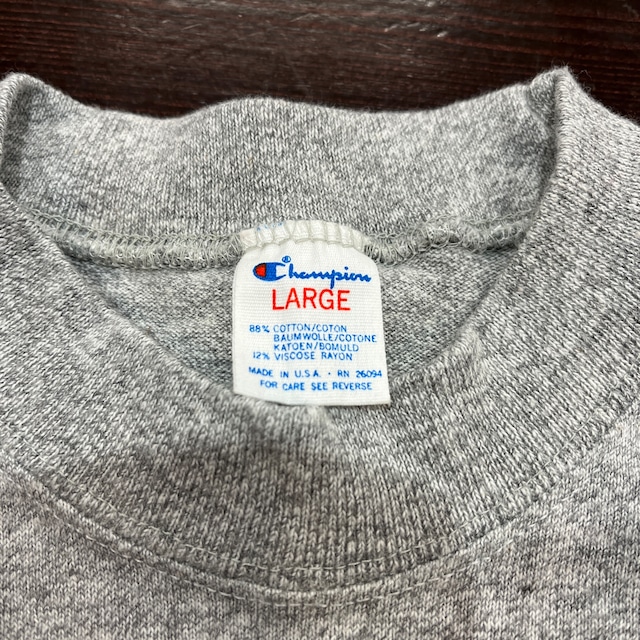 Champion®
LARGE
88% COTTON/COTON
BAUMWOLLE/COTONE
KATOEN/BOMULD
12% VISCOSE RAYON
MADE IN U.S.A. · RN 26094
FOR CARE SEE REVERSE